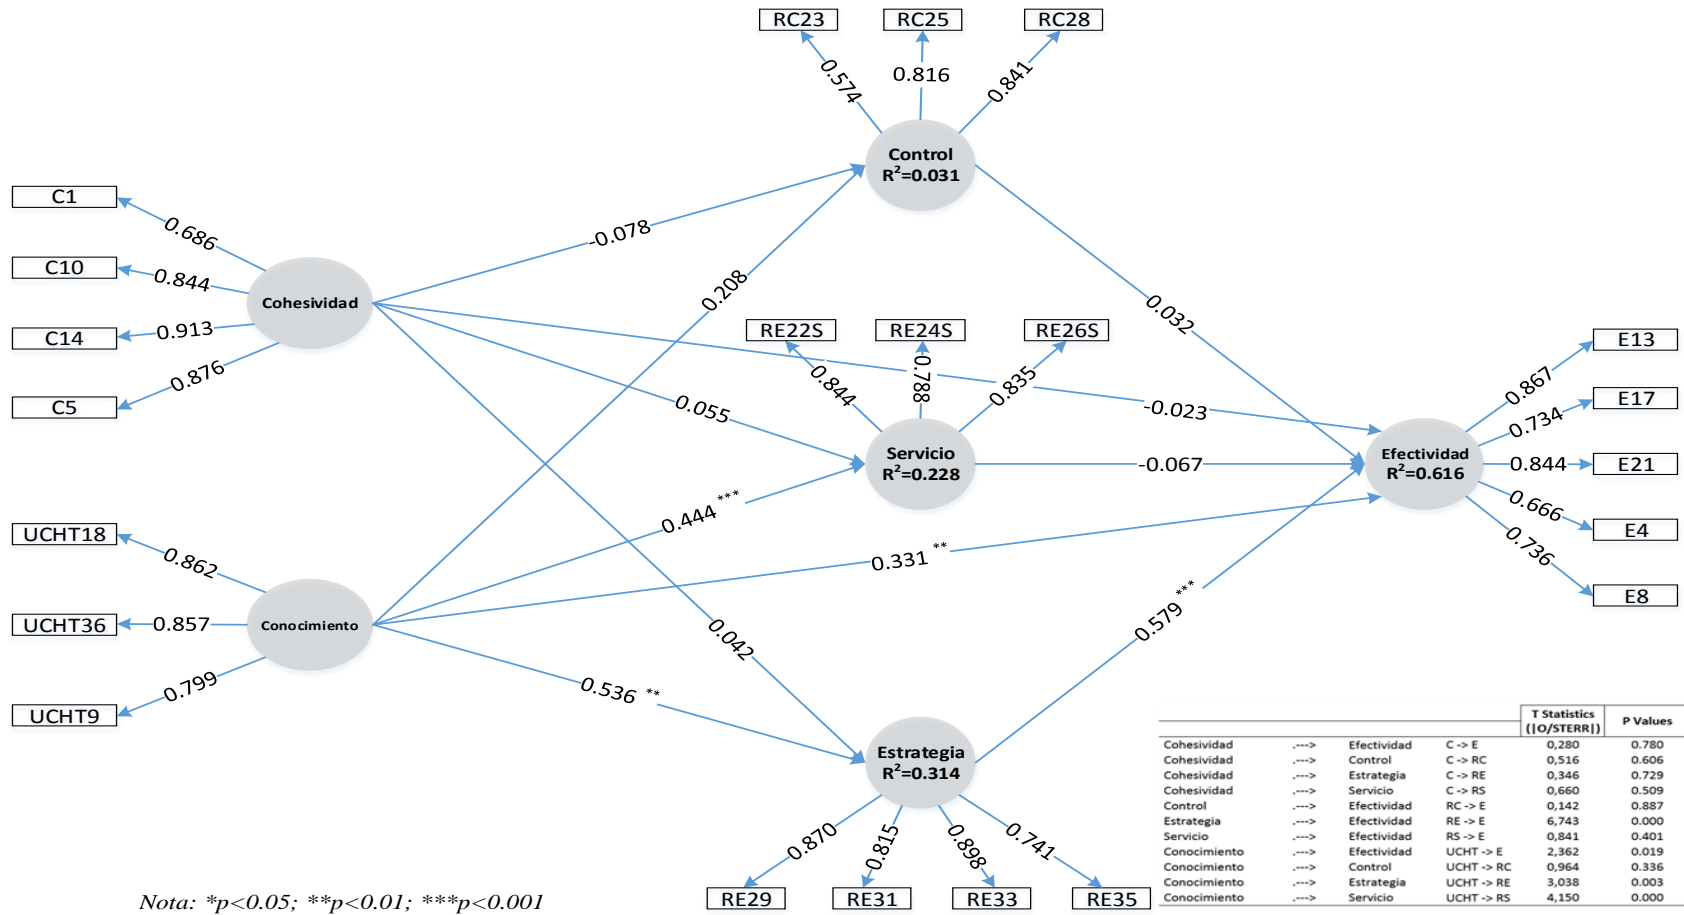 RC23 RC25 RC28
0.574 0.816 0.841
Control
R²=0.031
C1
C10
C14
C5
0.686
0.844
0.913
0.876
Cohesividad
-0.078
0.208
0.055
0.042
-0.023
0.032
RE22S RE24S RE26S
0.844 0.788 0.835
Servicio
R²=0.228
-0.067
Efectividad
R²=0.616
0.867
0.734
0.844
0.666
0.736
E13
E17
E21
E4
E8
UCHT18
UCHT36
UCHT9
0.862
0.857
0.799
Conocimiento
0.444 ***
0.331 **
0.536 **
0.579 ***
Estrategia
R²=0.314
0.870 0.815 0.898 0.741
RE29 RE31 RE33 RE35
T Statistics (|O/STERR|) P Values
Cohesividad .---> Efectividad C -> E 0,280 0.780
Cohesividad .---> Control C -> RC 0,516 0.606
Cohesividad .---> Estrategia C -> RE 0,346 0.729
Cohesividad .---> Servicio C -> RS 0,660 0.509
Control .---> Efectividad RC -> E 0,142 0.887
Estrategia .---> Efectividad RE -> E 6,743 0.000
Servicio .---> Efectividad RS -> E 0,841 0.401
Conocimiento .---> Efectividad UCHT -> E 2,362 0.019
Conocimiento .---> Control UCHT -> RC 0,964 0.336
Conocimiento .---> Estrategia UCHT -> RE 3,038 0.003
Conocimiento .---> Servicio UCHT -> RS 4,150 0.000
Nota: *p<0.05; **p<0.01; ***p<0.001